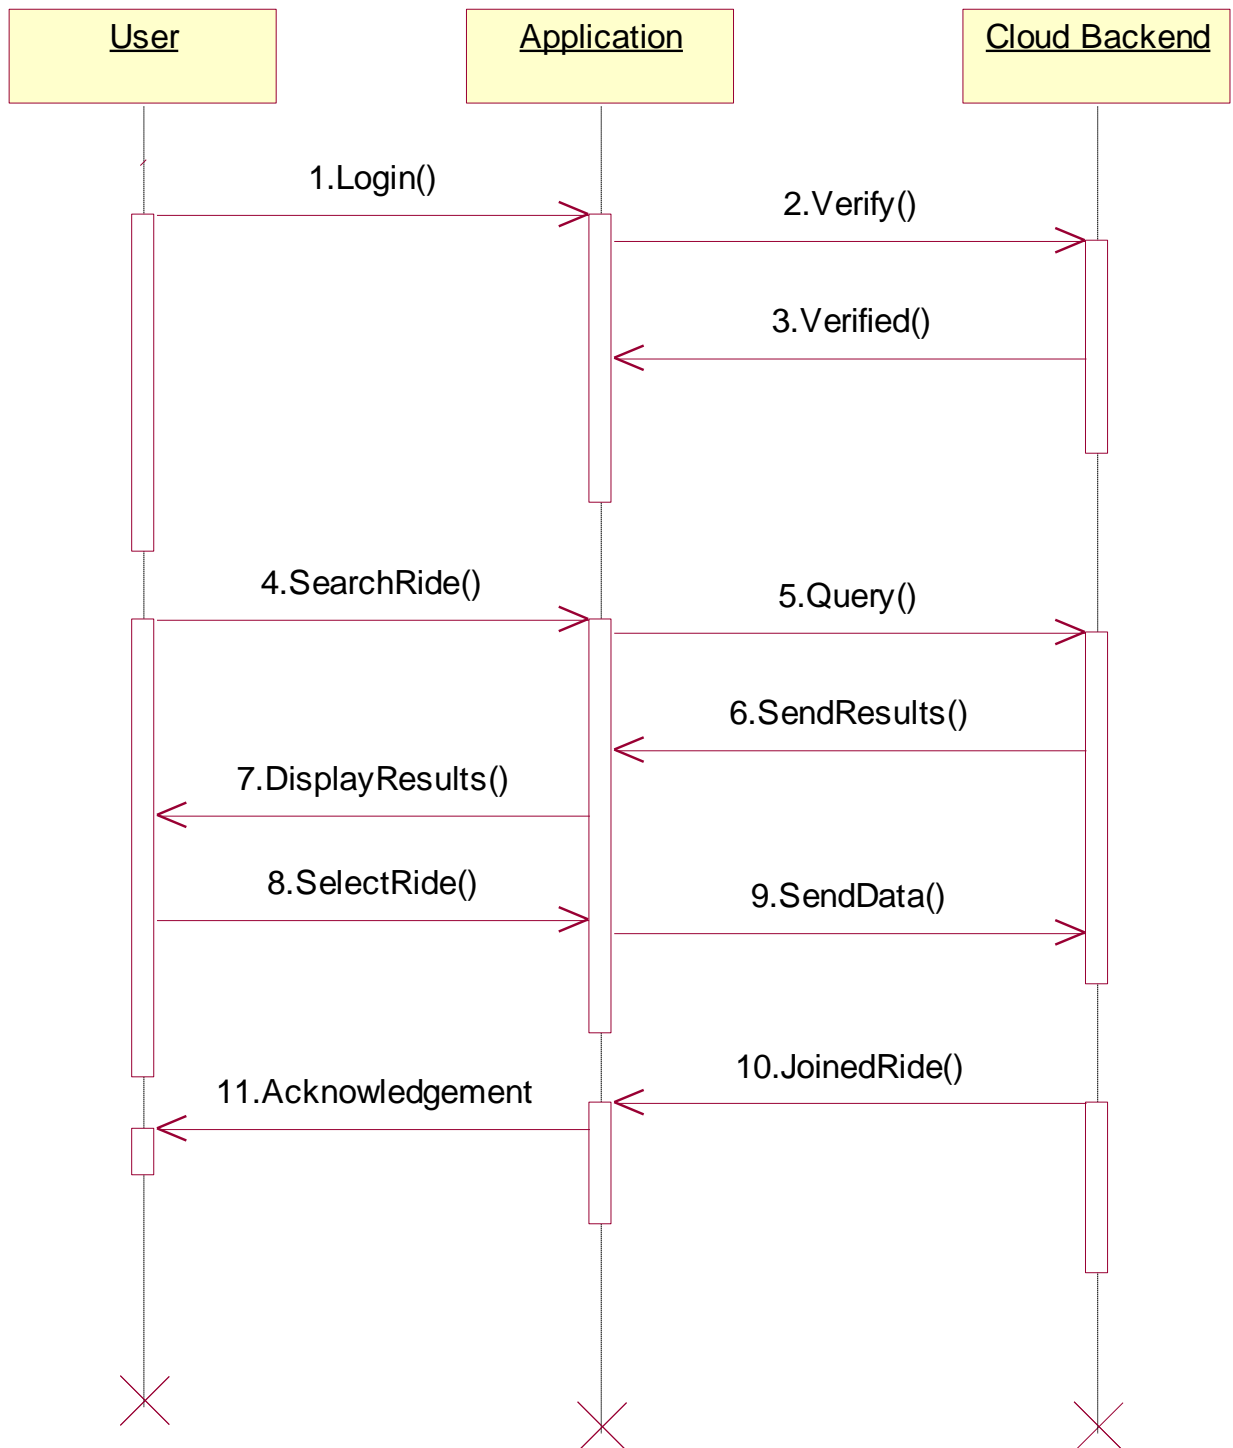 User
Application
Cloud Backend
1.Login()
2.Verify()
3.Verified()
4.SearchRide()
5.Query()
6.SendResults()
7.DisplayResults()
8.SelectRide()
9.SendData()
10.JoinedRide()
11.Acknowledgement